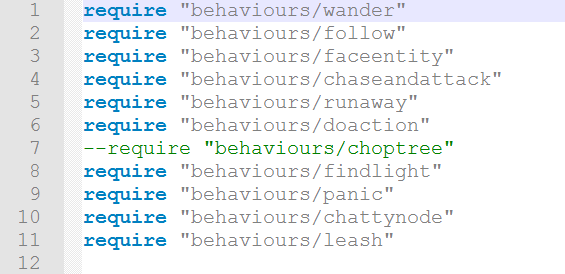 1 require "behaviours/wander"
2 require "behaviours/follow"
3 require "behaviours/faceentity"
4 require "behaviours/chaseandattack"
5 require "behaviours/runaway"
6 require "behaviours/doaction"
7 --require "behaviours/choptree"
8 require "behaviours/findlight"
9 require "behaviours/panic"
10 require "behaviours/chattynode"
11 require "behaviours/leash"
12